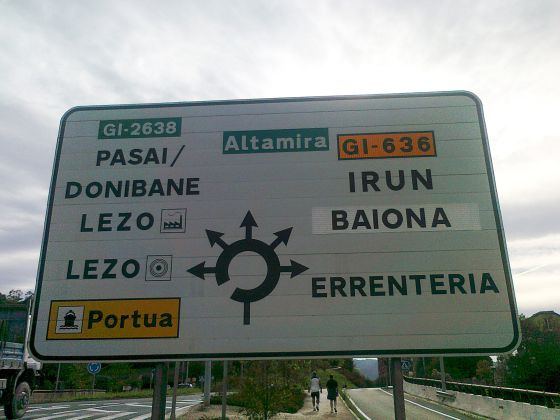 GI-2638
PASAI/
DONIBANE
LEZO
LEZO
Portua
Altamira
GI-636
IRUN
BAIONA
ERRENTERIA